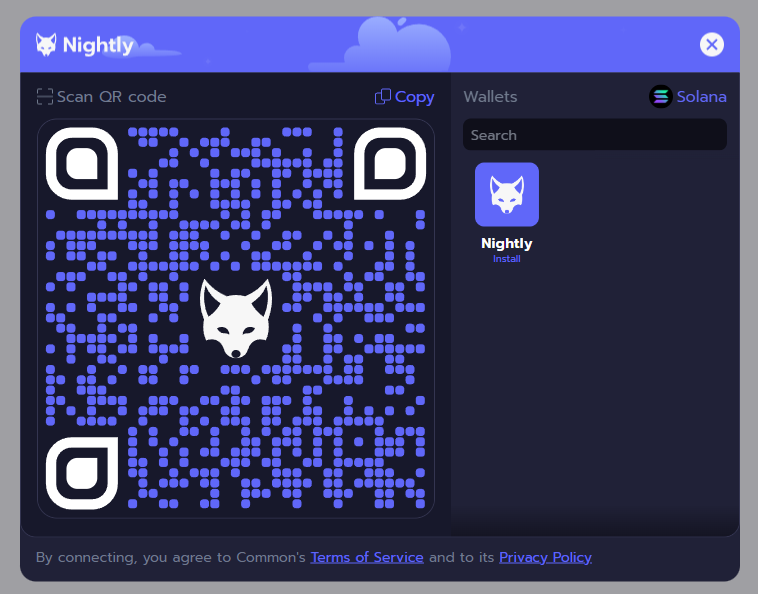 Nightly
Scan QR code
Copy
Wallets
Solana
Search
Nightly
Install
By connecting, you agree to Common's Terms of Service and to its Privacy Policy